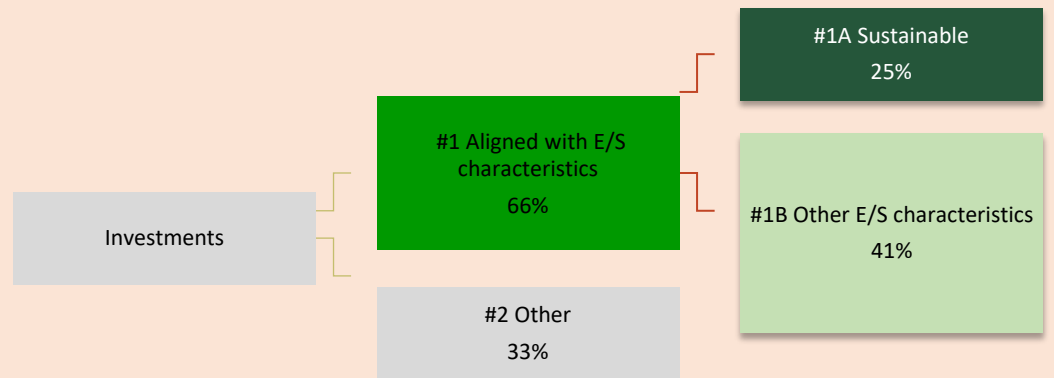 Investments
#1 Aligned with E/S
characteristics
66%
#2 Other
33%
#1A Sustainable
25%
#1B Other E/S characteristics
41%